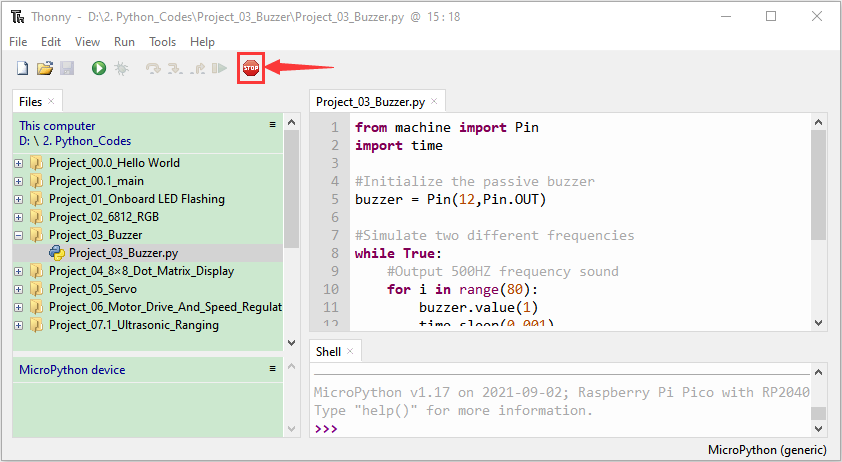 Thonny - D:\2. Python_Codes\Project_03_Buzzer\Project_03_Buzzer.py @ 15 : 18
File Edit View Run Tools Help
STOP
Files
This computer
D: \ 2. Python_Codes
Project_00.0_Hello World
Project_00.1_main
Project_01_Onboard LED Flashing
Project_02_6812_RGB
Project_03_Buzzer
Project_03_Buzzer.py
Project_04_8×8_Dot_Matrix_Display
Project_05_Servo
Project_06_Motor_Drive_And_Speed_Regulat
Project_07.1_Ultrasonic_Ranging
MicroPython device
Project_03_Buzzer.py
1 from machine import Pin
2 import time
3
4 #Initialize the passive buzzer
5 buzzer = Pin(12,Pin.OUT)
6
7 #Simulate two different frequencies
8 while True:
9 #Output 500HZ frequency sound
10 for i in range(80):
11 buzzer.value(1)
12 time.sleep(0.001)
Shell
MicroPython v1.17 on 2021-09-02; Raspberry Pi Pico with RP2040
Type "help()" for more information.
>>>
MicroPython (generic)